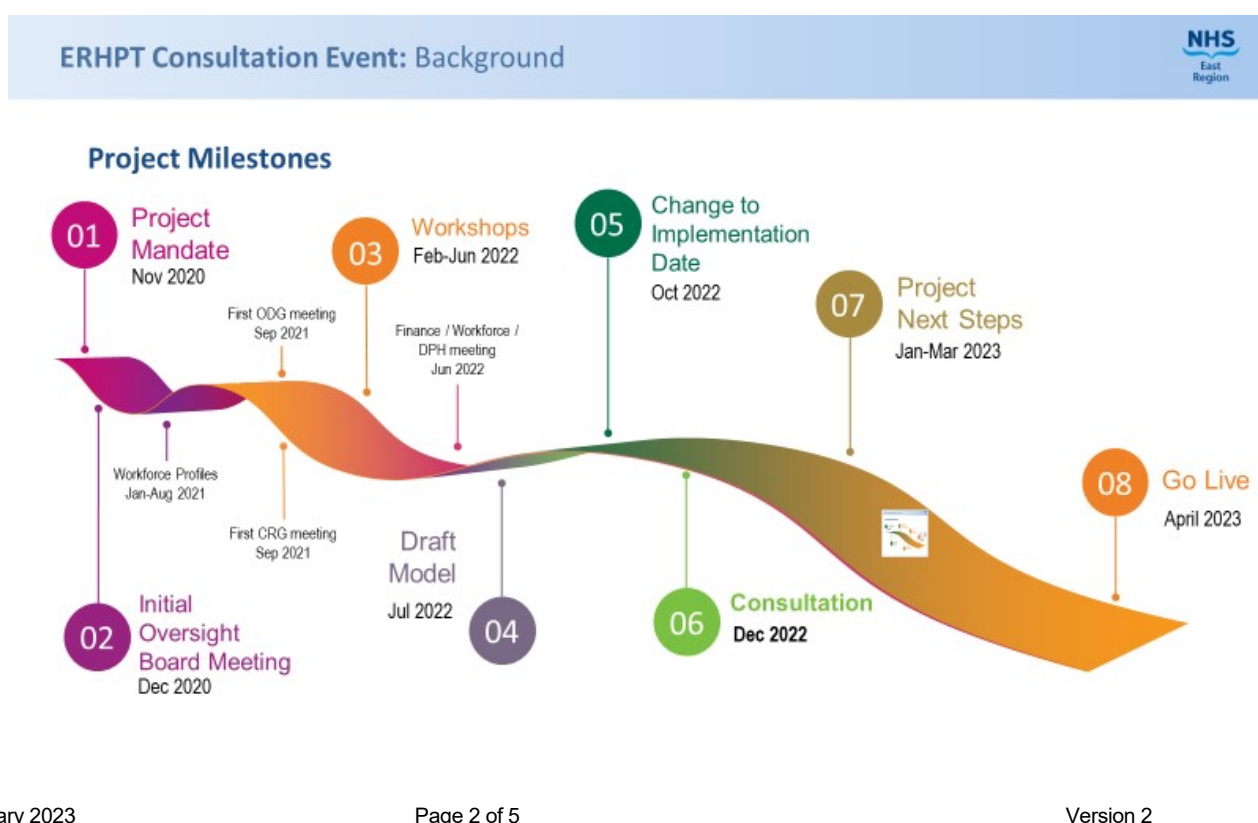 ERHPT Consultation Event: Background
NHS
East
Region
Project Milestones
01
Project
Mandate
Nov 2020
First ODG meeting
Sep 2021
03
Workshops
Feb-Jun 2022
Finance / Workforce /
DPH meeting
Jun 2022
05
Change to
Implementation
Date
Oct 2022
07
Project
Next Steps
Jan-Mar 2023
08
Go Live
April 2023
Workforce Profiles
Jan-Aug 2021
First CRG meeting
Sep 2021
02
Initial
Oversight
Board Meeting
Dec 2020
Draft
Model
Jul 2022
04
06
Consultation
Dec 2022
2023
Page 2 of 5
Version 2